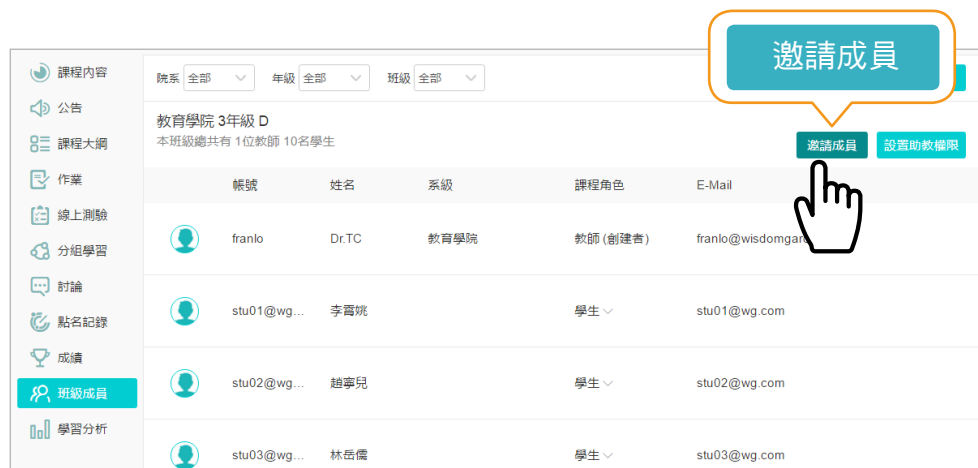 邀請成員
課程內容
公告
課程大綱
作業
線上測驗
分組學習
討論
點名記錄
成績
班級成員
學習分析
院系 全部 年級 全部 班級 全部
教育學院 3年級 D
本班級總共有 1位教師 10名學生
邀請成員 設置助教權限
帳號 姓名 系級 課程角色 E-Mail
franlo Dr.TC 教育學院 教師 (創建者) franlo@wisdomgar
stu01@wg... 李霄姚 學生 stu01@wg.com
stu02@wg... 趙寧兒 學生 stu02@wg.com
stu03@wg... 林岳儒 學生 stu03@wg.com